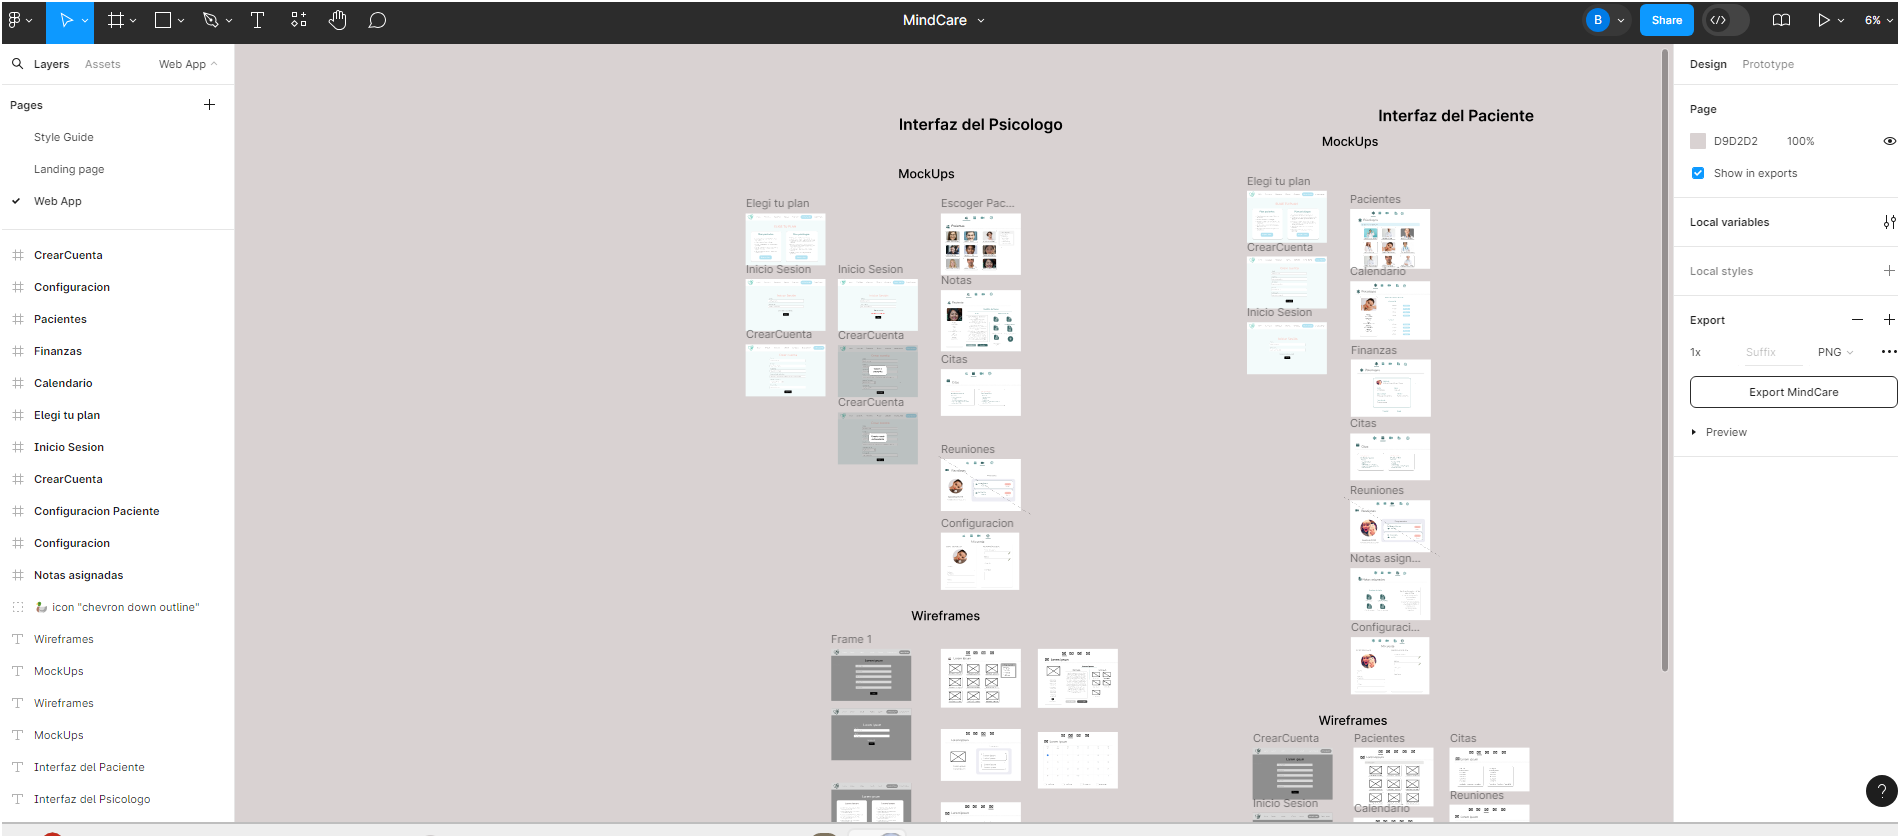 MindCare
B
Share
6%
Layers
Assets
Web App
Pages
Style Guide
Landing page
Web App
CrearCuenta
Configuracion
Pacientes
Finanzas
Calendario
Elegi tu plan
Inicio Sesion
CrearCuenta
Configuracion Paciente
Configuracion
Notas asignadas
icon "chevron down outline"
Wireframes
MockUps
Wireframes
MockUps
Interfaz del Paciente
Interfaz del Psicologo
Interfaz del Psicologo
MockUps
Elegi tu plan
Escoger Pac...
Inicio Sesion
Inicio Sesion
Notas
CrearCuenta
CrearCuenta
Citas
CrearCuenta
Reuniones
Configuracion
Wireframes
Frame 1
Interfaz del Paciente
MockUps
Elegi tu plan
Pacientes
CrearCuenta
Calendario
Inicio Sesion
Finanzas
Citas
Reuniones
Notas asign...
Configuraci...
Wireframes
CrearCuenta
Pacientes
Citas
Inicio Sesion
Calendario
Reuniones
Design
Prototype
Page
D9D2D2
100%
Show in exports
Local variables
Local styles
Export
1x
Suffix
PNG
Export MindCare
Preview
?